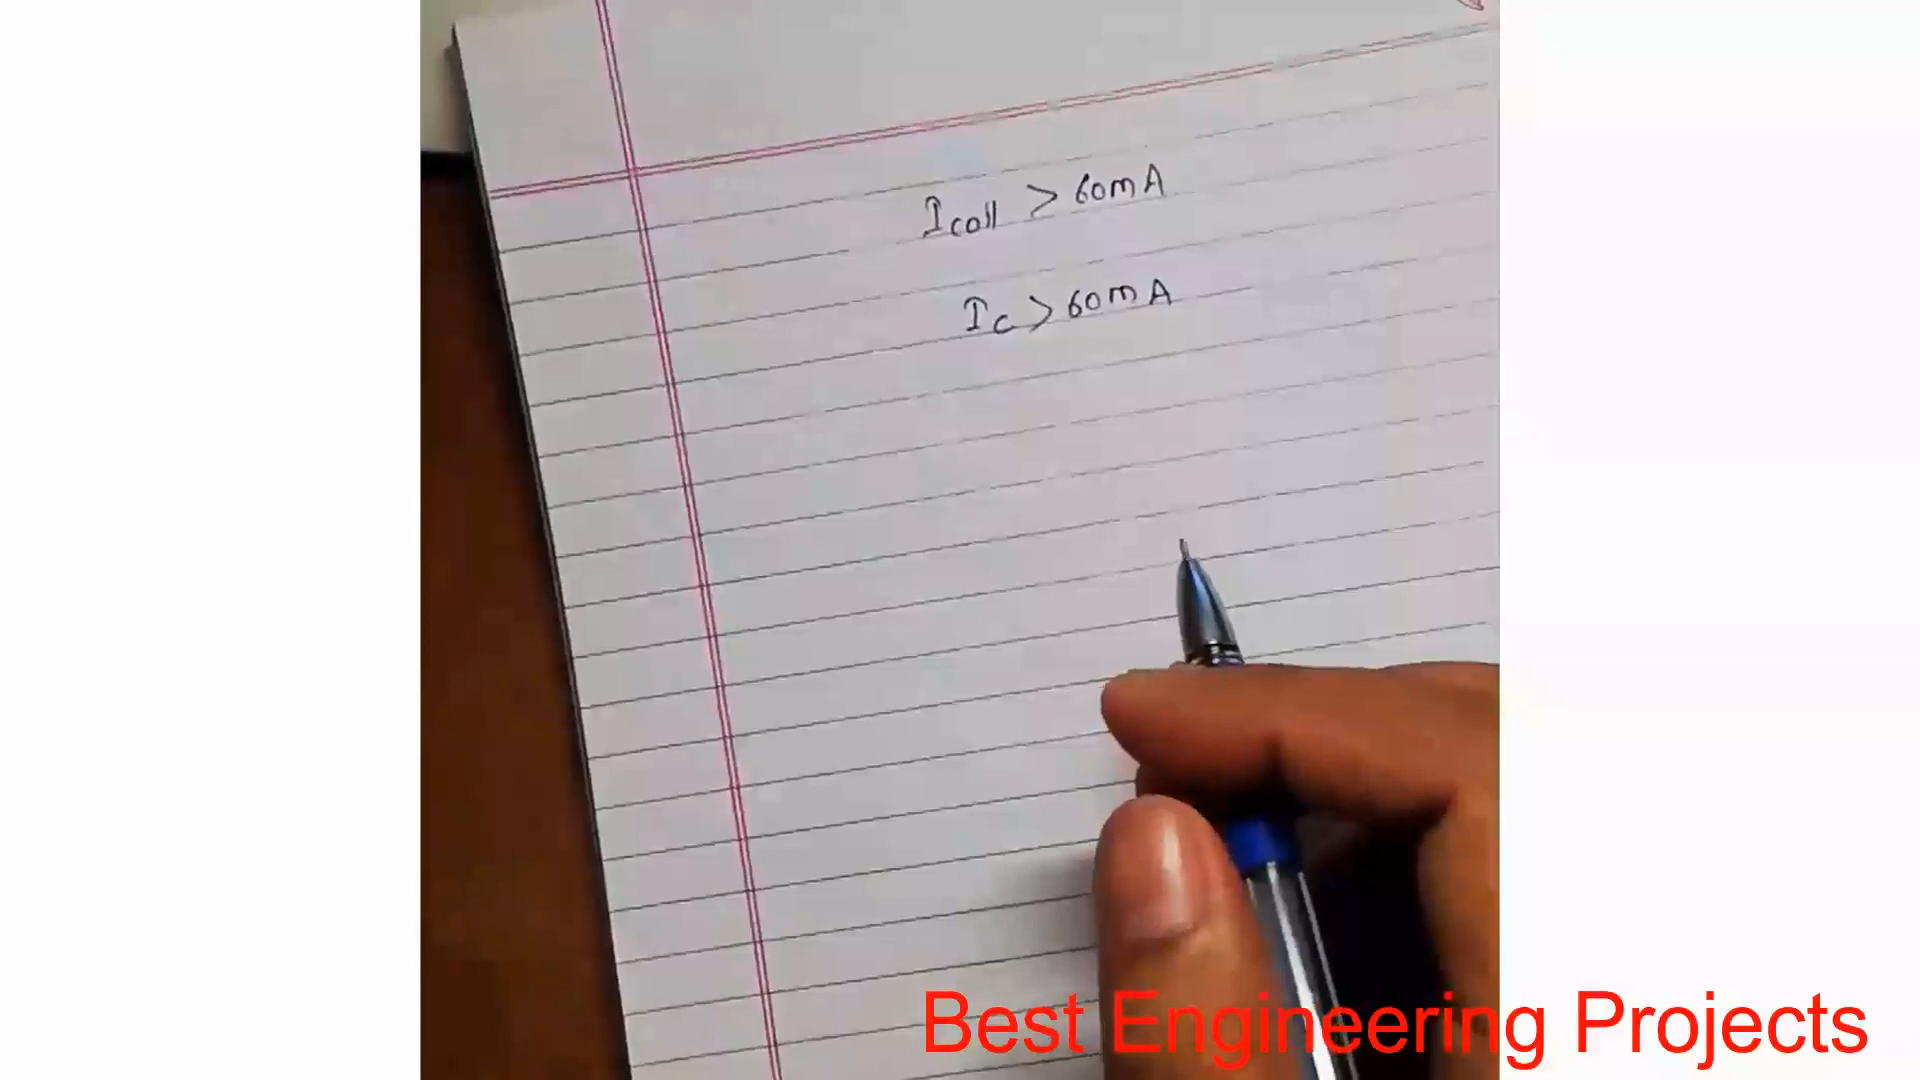 Icoil > 60mA
Ic > 60mA
Best Engineering Projects